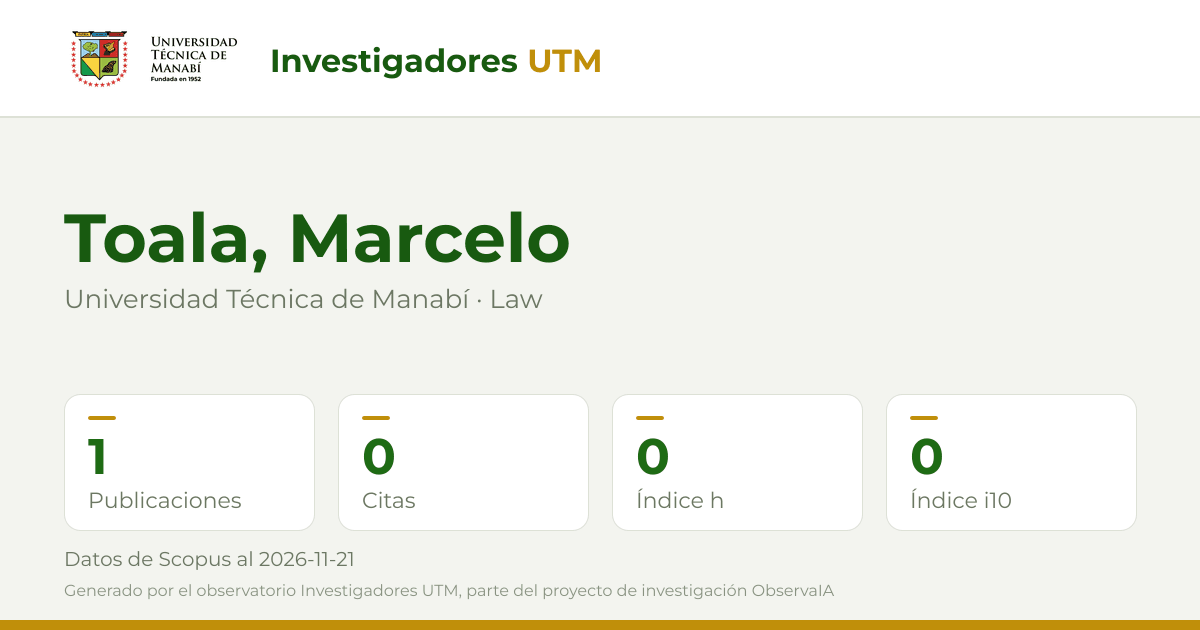 UNIVERSIDAD
TÉCNICA DE
MANABÍ
Fundada en 1952
Investigadores UTM
Toala, Marcelo
Universidad Técnica de Manabí · Law
1
Publicaciones
0
Citas
0
Índice h
0
Índice i10
Datos de Scopus al 2026-11-21
Generado por el observatorio Investigadores UTM, parte del proyecto de investigación ObservaIA